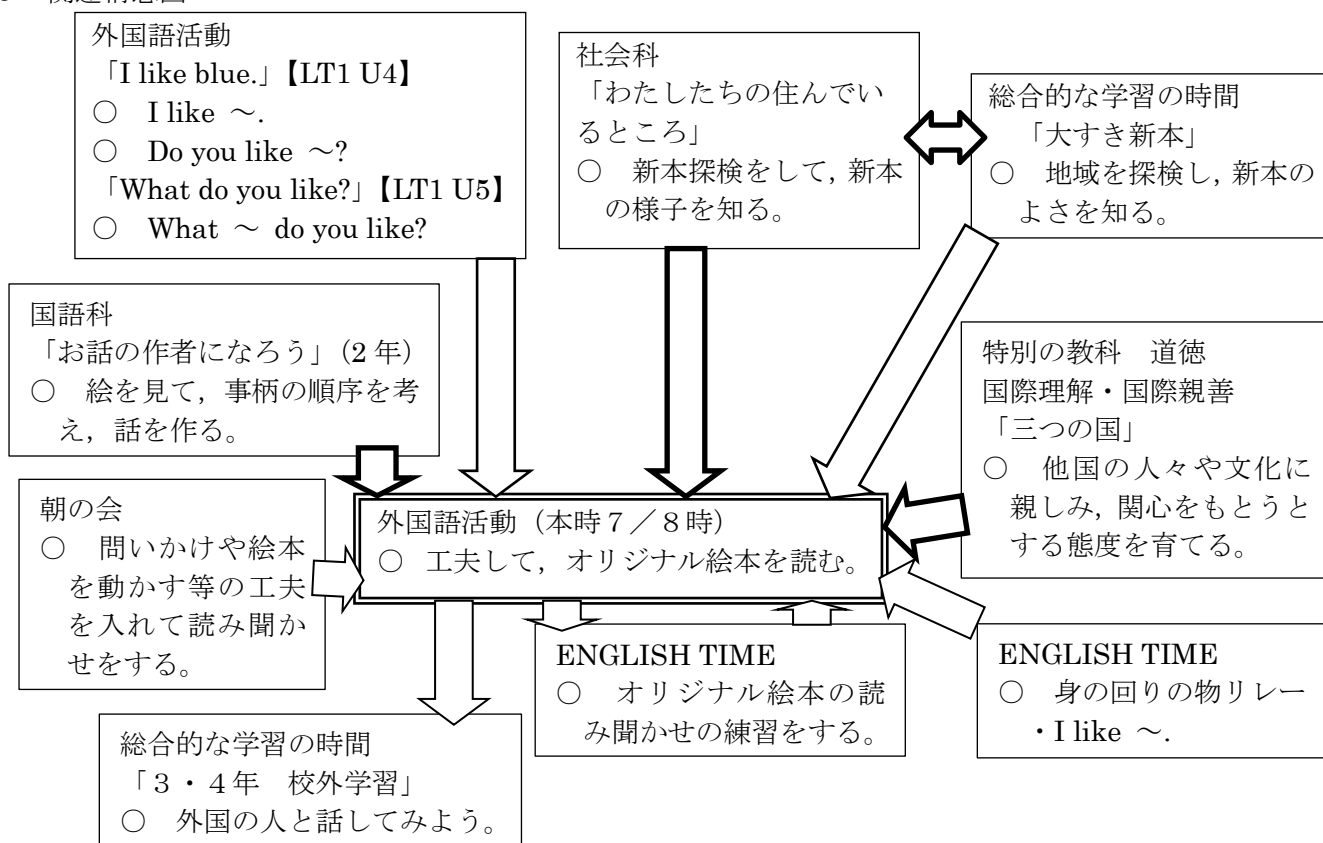 外国語活動
「I like blue.」【LT1 U4】
○　I like ～.
○　Do you like ～?
「What do you like?」【LT1 U5】
○　What ～ do you like?
社会科
「わたしたちの住んでい
るところ」
○　新本探検をして，新本
の様子を知る。
総合的な学習の時間
「大すき新本」
○　地域を探検し，新本の
よさを知る。
国語科
「お話の作者になろう」（2 年）
○　絵を見て，事柄の順序を考
え，話を作る。
特別の教科　道徳
国際理解・国際親善
「三つの国」
○　他国の人々や文化に
親しみ，関心をもとうと
する態度を育てる。
朝の会
○　問いかけや絵本
を動かす等の工夫
を入れて読み聞か
せをする。
外国語活動（本時７／８時）
○ 工夫して，オリジナル絵本を読む。
ENGLISH TIME
○　オリジナル絵本の読
み聞かせの練習をする。
ENGLISH TIME
○　身の回りの物リレー
・I like ～.
総合的な学習の時間
「３・４年　校外学習」
○　外国の人と話してみよう。